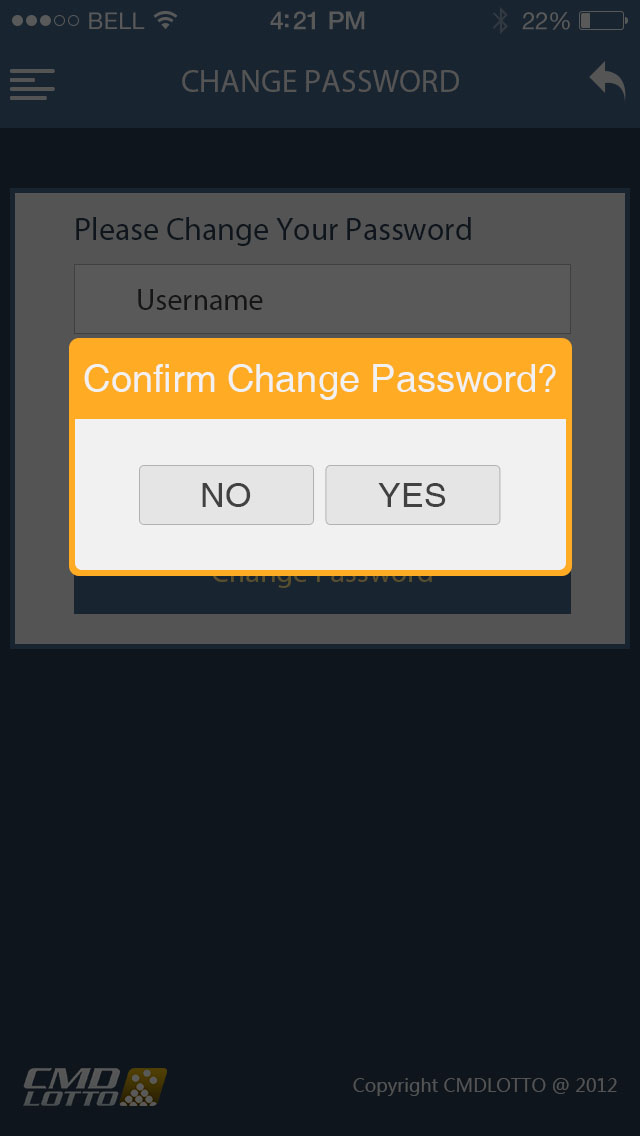 BELL 4:21 PM 22%
CHANGE PASSWORD
Please Change Your Password
Username
Confirm Change Password?
NO YES
Change Password
CMD
LOTTO
Copyright CMDLOTTO @ 2012